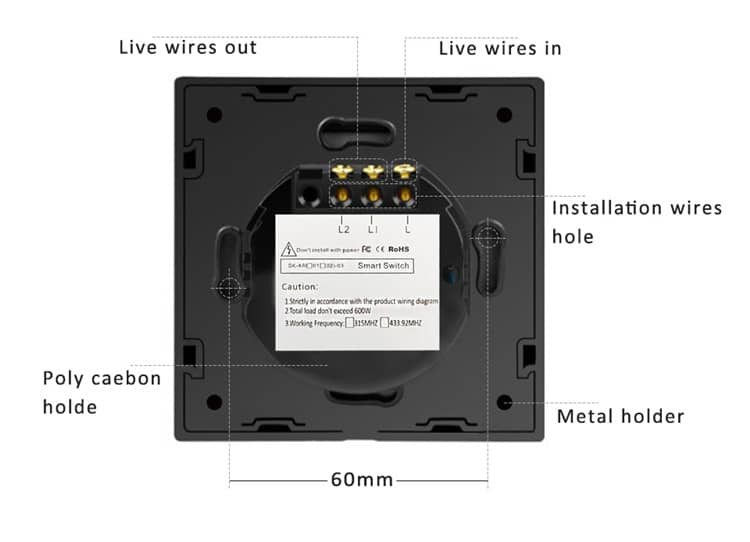 Live wires out
Live wires in
Installation wires
hole
L2 L1 L
Don't install with power FC CE RoHS
Smart Switch
Caution:
1.Strictly in accordance with the product wiring diagram
2.Total load don't exceed 600W
3.Working Frequency: □315MHZ □433.92MHZ
Poly caebon
holde
Metal holder
60mm